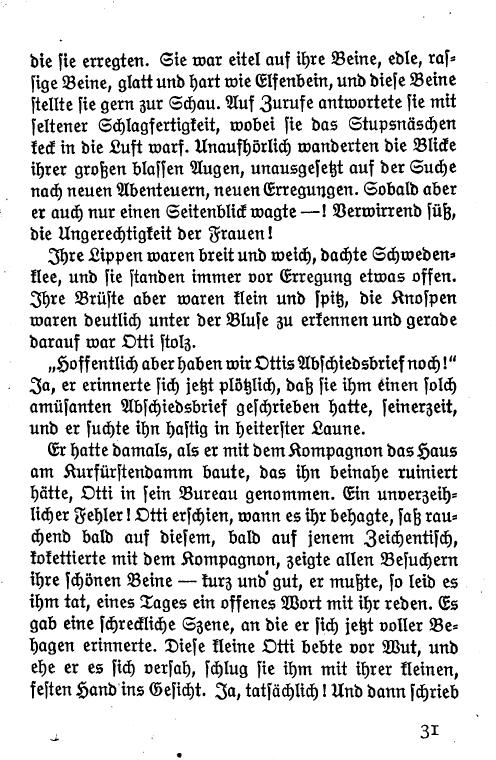 die sie erregten. Sie war eitel auf ihre Beine, edle, ras-
sige Beine, glatt und hart wie Elfenbein, und diese Beine
stellte sie gern zur Schau. Auf Zurufe antwortete sie mit
seltener Schlagfertigkeit, wobei sie das Stupsnäschen
keck in die Luft warf. Unaufhörlich wanderten die Blicke
ihrer großen blassen Augen, unausgesetzt auf der Suche
nach neuen Abenteuern, neuen Erregungen. Sobald aber
er auch nur einen Seitenblick wagte —! Verwirrend süß,
die Ungerechtigkeit der Frauen!
Ihre Lippen waren breit und weich, dachte Schweden-
klee, und sie standen immer vor Erregung etwas offen.
Ihre Brüste aber waren klein und spitz, die Knospen
waren deutlich unter der Bluse zu erkennen und gerade
darauf war Otti stolz.
„Hoffentlich aber haben wir Ottis Abschiedsbrief noch!“
Ja, er erinnerte sich jetzt plötzlich, daß sie ihm einen solch
amüsanten Abschiedsbrief geschrieben hatte, seinerzeit,
und er suchte ihn hastig in heiterster Laune.
Er hatte damals, als er mit dem Kompagnon das Haus
am Kurfürstendamm baute, das ihn beinahe ruiniert
hätte, Otti in sein Bureau genommen. Ein unverzeih-
licher Fehler! Otti erschien, wann es ihr behagte, saß rau-
chend bald auf diesem, bald auf jenem Zeichentisch,
kokettierte mit dem Kompagnon, zeigte allen Besuchern
ihre schönen Beine — kurz und gut, er mußte, so leid es
ihm tat, eines Tages ein offenes Wort mit ihr reden. Es
gab eine schreckliche Szene, an die er sich jetzt voller Be-
hagen erinnerte. Diese kleine Otti bebte vor Wut, und
ehe er es sich versah, schlug sie ihm mit ihrer kleinen,
festen Hand ins Gesicht. Ja, tatsächlich! Und dann schrieb
31